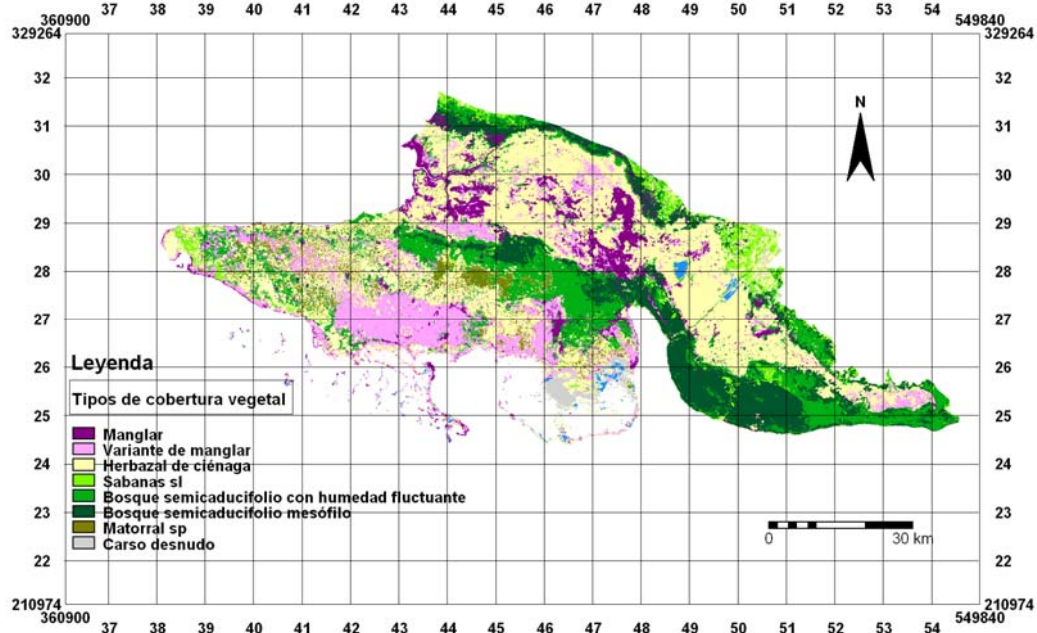 360900 37 38 39 40 41 42 43 44 45 46 47 48 49 50 51 52 53 54 549840
329264 329264
32 32
31 31
30 30
29 29
28 28
27 27
26 26
25 25
24 24
23 23
22 22
210974 210974
360900 37 38 39 40 41 42 43 44 45 46 47 48 49 50 51 52 53 54 549840
N
Leyenda
Tipos de cobertura vegetal
Manglar
Variante de manglar
Herbazal de ciénaga
Sabanas sl
Bosque semicaducifolio con humedad fluctuante
Bosque semicaducifolio mesófilo
Matorral sp
Carso desnudo
0 30 km